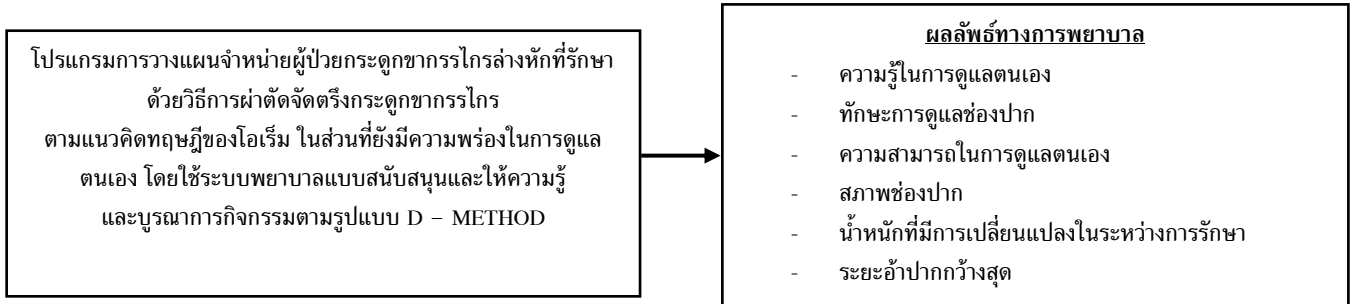 โปรแกรมการวางแผนจำหน่ายผู้ป่วยกระดูกขากรรไกรล่างหักที่รักษา
ด้วยวิธีการผ่าตัดจัดตรึงกระดูกขากรรไกร
ตามแนวคิดทฤษฎีของโอเร็ม ในส่วนที่ยังมีความพร่องในการดูแล
ตนเอง โดยใช้ระบบพยาบาลแบบสนับสนุนและให้ความรู้
และบูรณาการกิจกรรมตามรูปแบบ D – METHOD
ผลลัพธ์ทางการพยาบาล
- ความรู้ในการดูแลตนเอง
- ทักษะการดูแลช่องปาก
- ความสามารถในการดูแลตนเอง
- สภาพช่องปาก
- น้ำหนักที่มีการเปลี่ยนแปลงในระหว่างการรักษา
- ระยะอ้าปากกว้างสุด